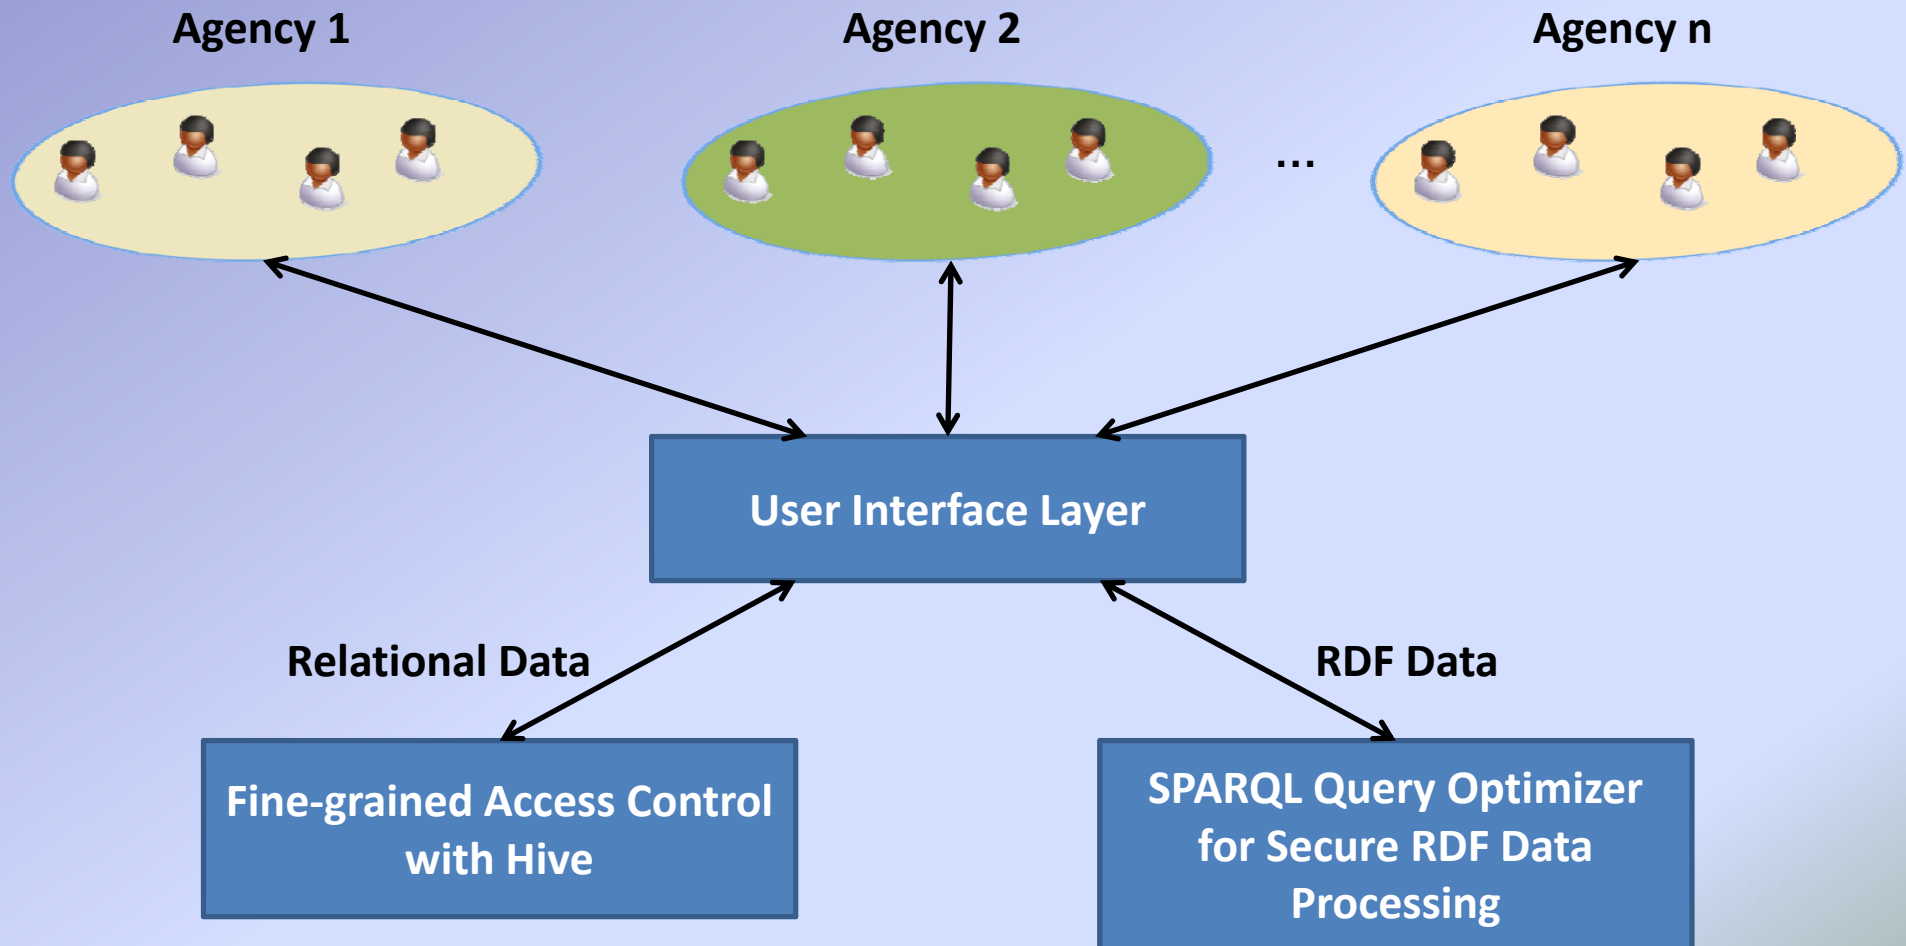 Agency 1
Agency 2
Agency n
...
User Interface Layer
Relational Data
RDF Data
Fine-grained Access Control
with Hive
SPARQL Query Optimizer
for Secure RDF Data
Processing